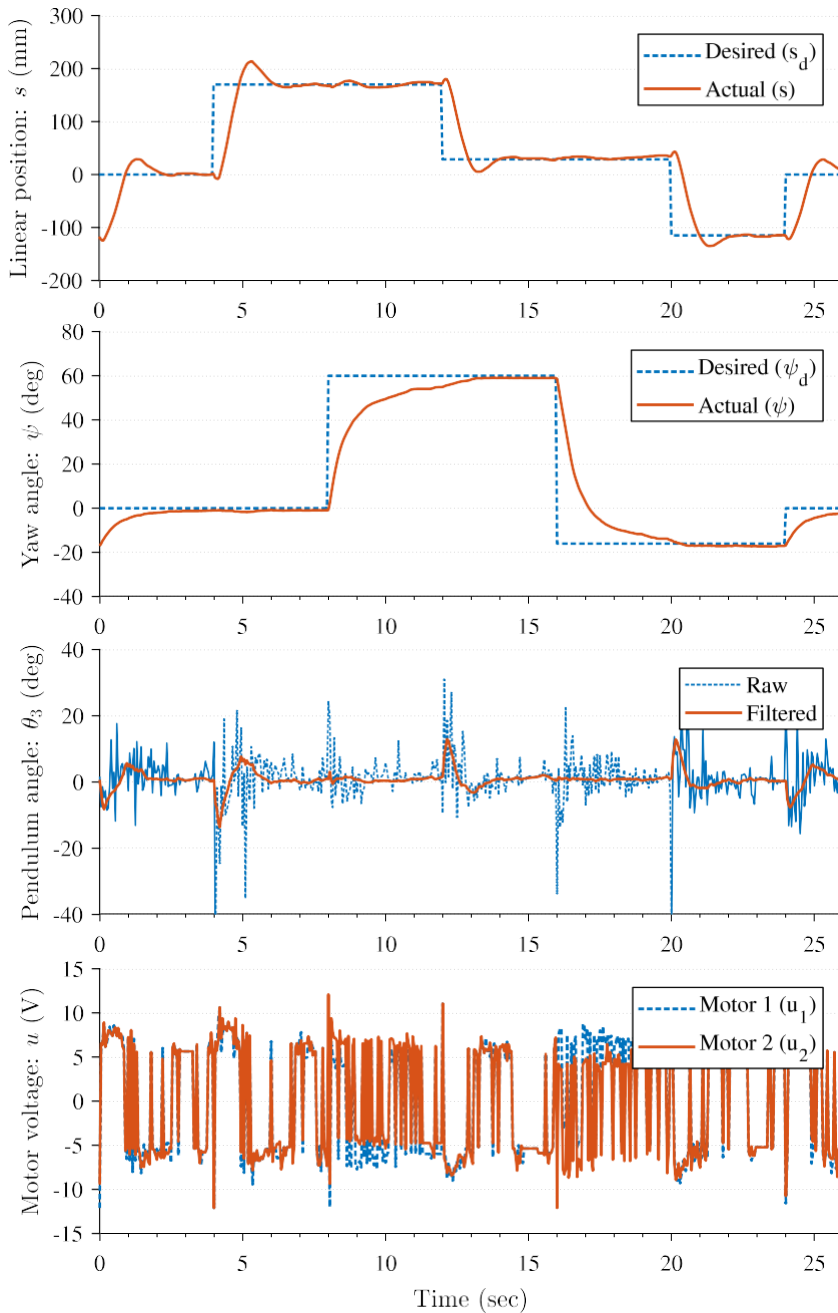 300
200
100
0
-100
-200
Linear position: s (mm)
Desired (s_d)
Actual (s)
0 5 10 15 20 25
80
60
40
20
0
-20
-40
Yaw angle: ψ (deg)
Desired (ψ_d)
Actual (ψ)
0 5 10 15 20 25
40
20
0
-20
-40
Pendulum angle: θ_3 (deg)
Raw
Filtered
0 5 10 15 20 25
15
10
5
0
-5
-10
-15
Motor voltage: u (V)
Motor 1 (u_1)
Motor 2 (u_2)
0 5 10 15 20 25
Time (sec)